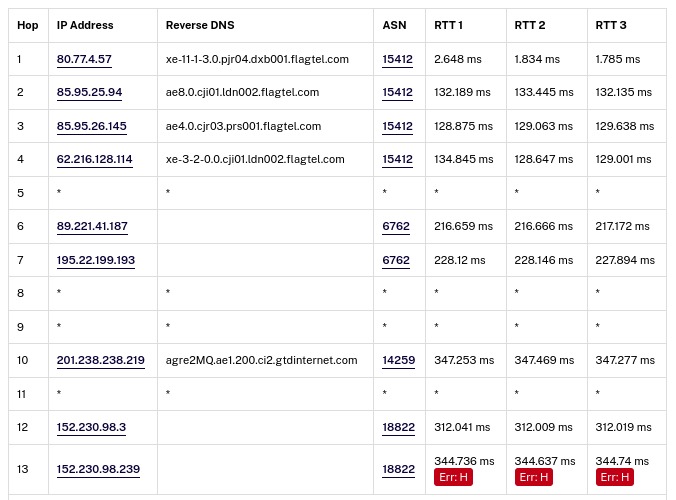 Hop IP Address Reverse DNS ASN RTT 1 RTT 2 RTT 3
1 80.77.4.57 xe-11-1-3.0.pjr04.dxb001.flagtel.com 15412 2.648 ms 1.834 ms 1.785 ms
2 85.95.25.94 ae8.0.cji01.ldn002.flagtel.com 15412 132.189 ms 133.445 ms 132.135 ms
3 85.95.26.145 ae4.0.cjr03.prs001.flagtel.com 15412 128.875 ms 129.063 ms 129.638 ms
4 62.216.128.114 xe-3-2-0.0.cji01.ldn002.flagtel.com 15412 134.845 ms 128.647 ms 129.001 ms
5 * * * * * *
6 89.221.41.187 6762 216.659 ms 216.666 ms 217.172 ms
7 195.22.199.193 6762 228.12 ms 228.146 ms 227.894 ms
8 * * * * * *
9 * * * * * *
10 201.238.238.219 agre2MQ.ae1.200.ci2.gtdinternet.com 14259 347.253 ms 347.469 ms 347.277 ms
11 * * * * * *
12 152.230.98.3 18822 312.041 ms 312.009 ms 312.019 ms
13 152.230.98.239 18822 344.736 ms 344.637 ms 344.74 ms
Err: H Err: H Err: H